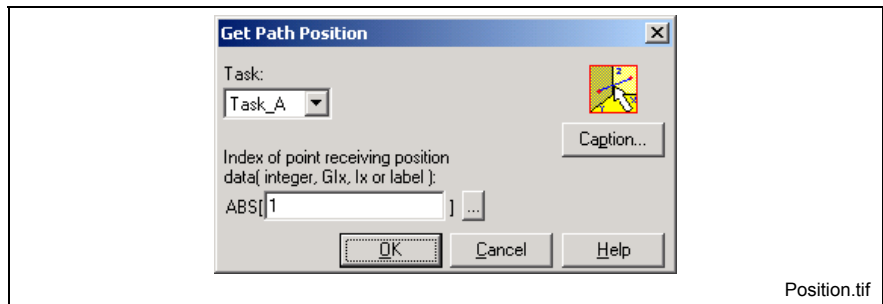 Get Path Position
Task:
Task_A
Caption...
Index of point receiving position
data( integer, GIx, Ix or label ):
ABS[ 1 ] ...
OK Cancel Help
Position.tif